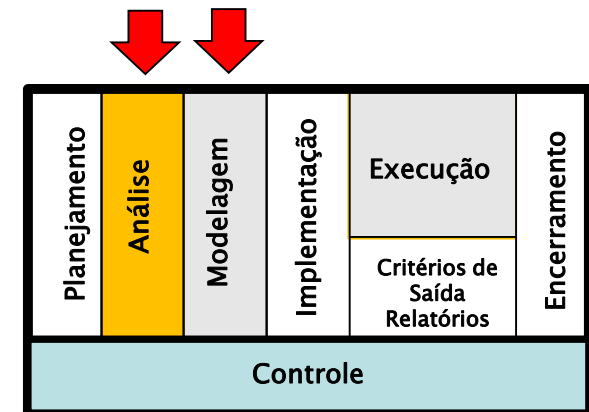 Planejamento
Análise
Modelagem
Implementação
Execução
Critérios de
Saída
Relatórios
Encerramento
Controle